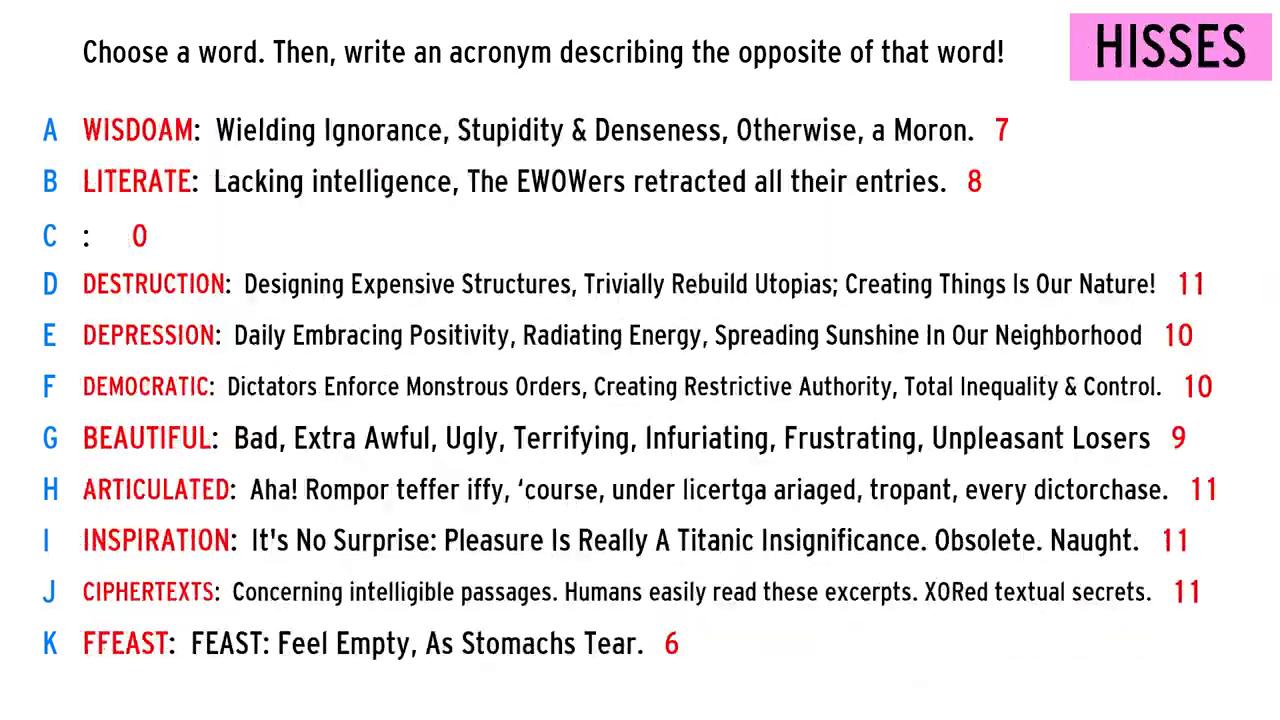 Choose a word. Then, write an acronym describing the opposite of that word!
HISSES
A WISDOAM: Wielding Ignorance, Stupidity & Denseness, Otherwise, a Moron. 7
B LITERATE: Lacking intelligence, The EWOWers retracted all their entries. 8
C : 0
D DESTRUCTION: Designing Expensive Structures, Trivially Rebuild Utopias; Creating Things Is Our Nature! 11
E DEPRESSION: Daily Embracing Positivity, Radiating Energy, Spreading Sunshine In Our Neighborhood 10
F DEMOCRATIC: Dictators Enforce Monstrous Orders, Creating Restrictive Authority, Total Inequality & Control. 10
G BEAUTIFUL: Bad, Extra Awful, Ugly, Terrifying, Infuriating, Frustrating, Unpleasant Losers 9
H ARTICULATED: Aha! Rompor teffer iffy, ‘course, under licertga ariaged, tropant, every dictorchase. 11
I INSPIRATION: It's No Surprise: Pleasure Is Really A Titanic Insignificance. Obsolete. Naught. 11
J CIPHERTEXTS: Concerning intelligible passages. Humans easily read these excerpts. XORed textual secrets. 11
K FFEAST: FEAST: Feel Empty, As Stomachs Tear. 6